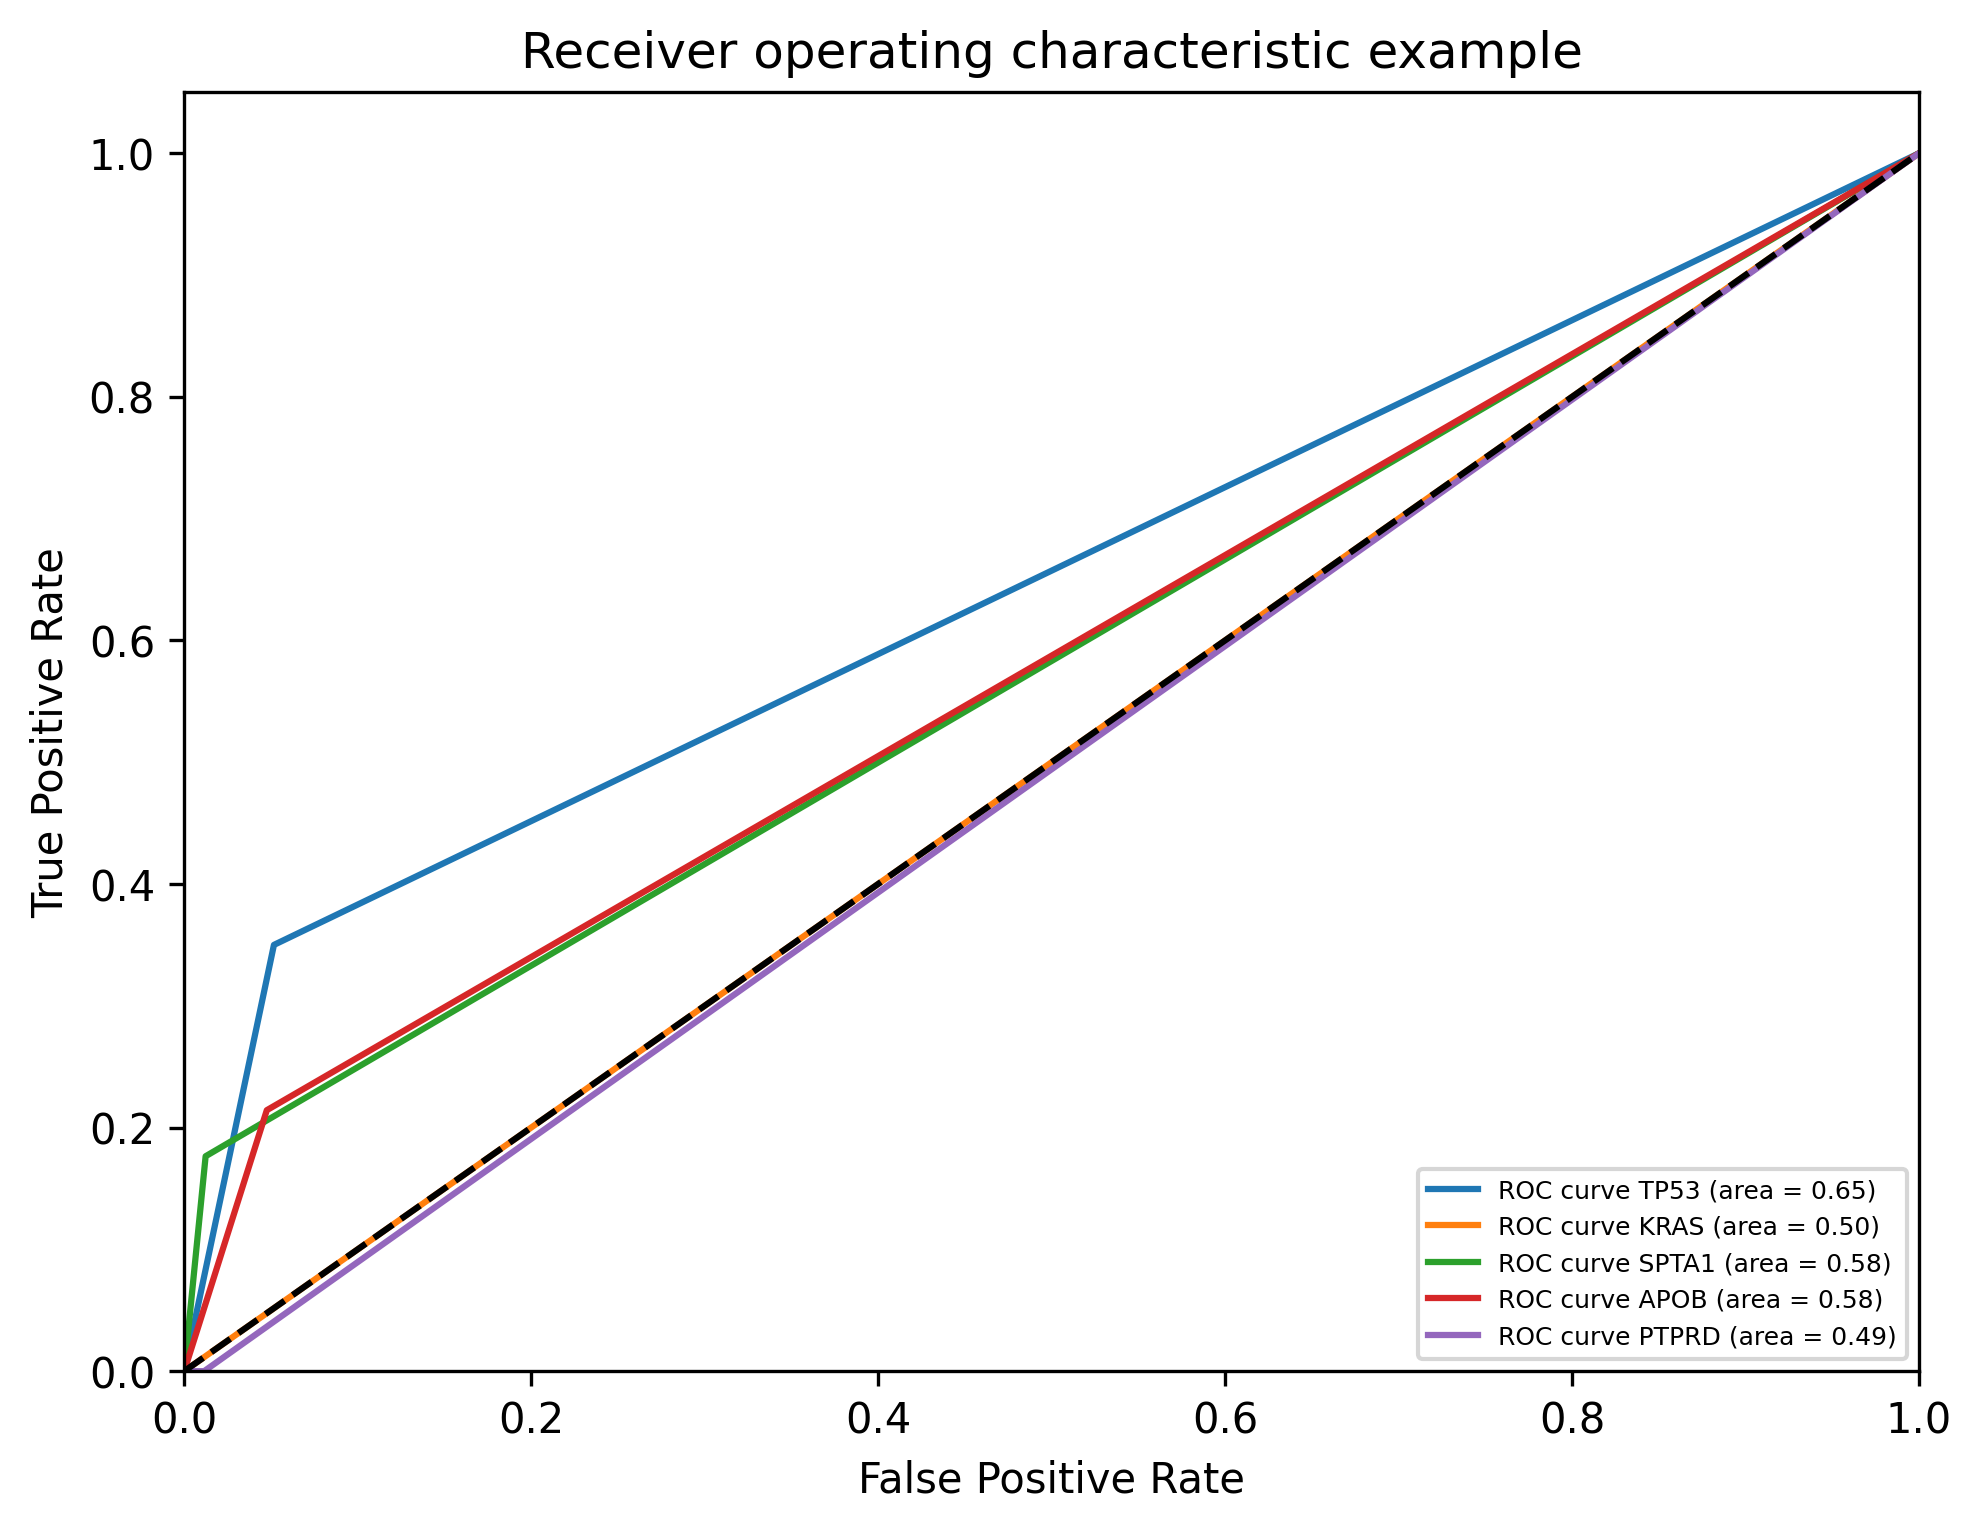 Receiver operating characteristic example
True Positive Rate
1.0
0.8
0.6
0.4
0.2
0.0
0.0 0.2 0.4 0.6 0.8 1.0
False Positive Rate
ROC curve TP53 (area = 0.65)
ROC curve KRAS (area = 0.50)
ROC curve SPTA1 (area = 0.58)
ROC curve APOB (area = 0.58)
ROC curve PTPRD (area = 0.49)